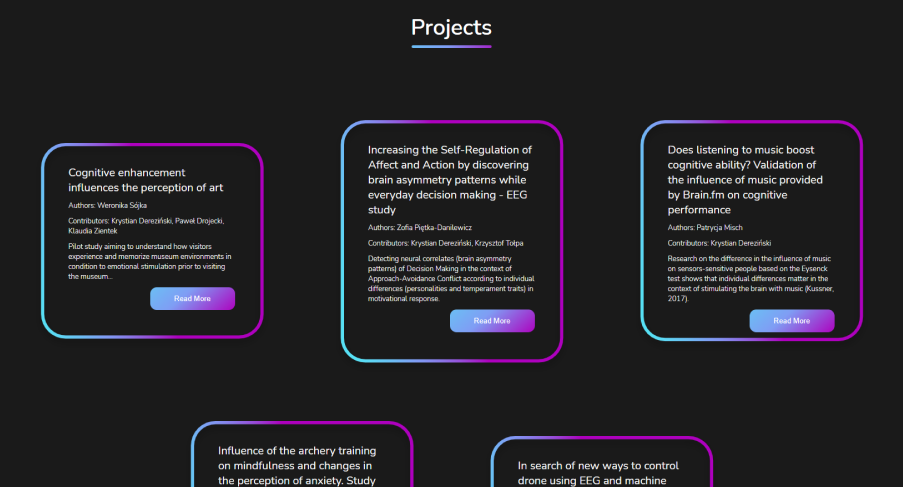 Projects
Cognitive enhancement
influences the perception of art
Authors: Weronika Sójka
Contributors: Krystian Dereziński, Paweł Drojecki,
Klaudia Zientek
Pilot study aiming to understand how visitors
experience and memorize museum environments in
condition to emotional stimulation prior to visiting
the museum...
Read More
Increasing the Self-Regulation of
Affect and Action by discovering
brain asymmetry patterns while
everyday decision making - EEG
study
Authors: Zofia Piętka-Danilewicz
Contributors: Krystian Dereziński, Krzysztof Tołpa
Detecting neural correlates (brain asymmetry
patterns) of Decision Making in the context of
Approach-Avoidance Conflict according to individual
differences (personalities and temperament traits) in
motivational response.
Read More
Does listening to music boost
cognitive ability? Validation of
the influence of music provided
by Brain.fm on cognitive
performance
Authors: Patrycja Misch
Contributors: Krystian Dereziński
Research on the difference in the influence of music
on sensors-sensitive people based on the Eysenck
test shows that individual differences matter in the
context of stimulating the brain with music (Kussner,
2017).
Read More
Influence of the archery training
on mindfulness and changes in
the perception of anxiety. Study
In search of new ways to control
drone using EEG and machine